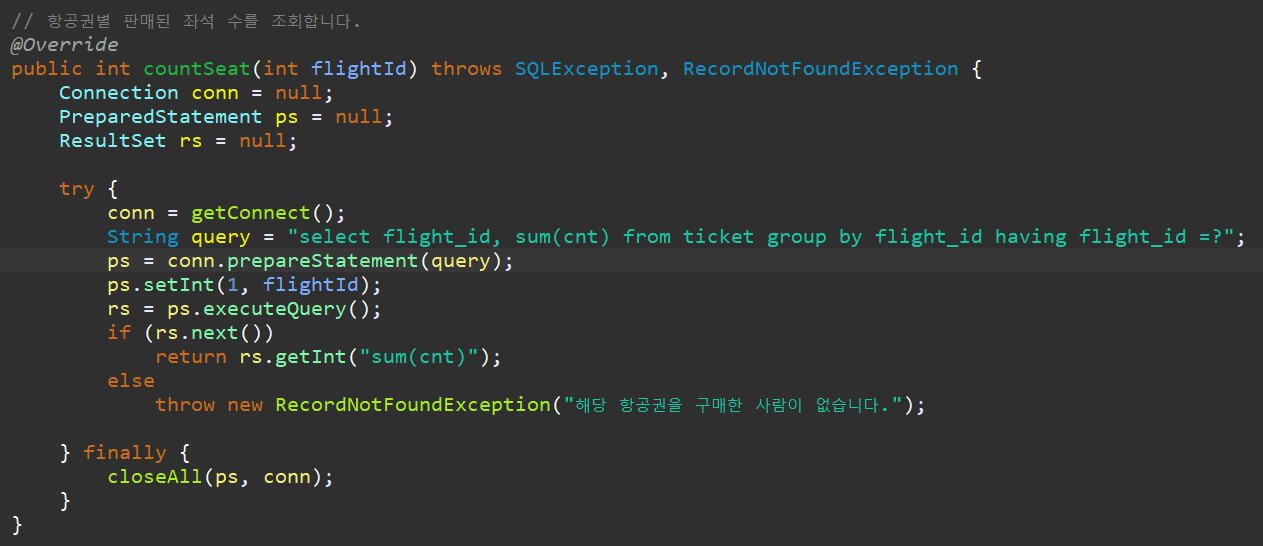 // 항공권별 판매된 좌석 수를 조회합니다.
@Override
public int countSeat(int flightId) throws SQLException, RecordNotFoundException {
    Connection conn = null;
    PreparedStatement ps = null;
    ResultSet rs = null;

    try {
        conn = getConnect();
        String query = "select flight_id, sum(cnt) from ticket group by flight_id having flight_id =?";
        ps = conn.prepareStatement(query);
        ps.setInt(1, flightId);
        rs = ps.executeQuery();
        if (rs.next())
            return rs.getInt("sum(cnt)");
        else
            throw new RecordNotFoundException("해당 항공권을 구매한 사람이 없습니다.");

    } finally {
        closeAll(ps, conn);
    }
}